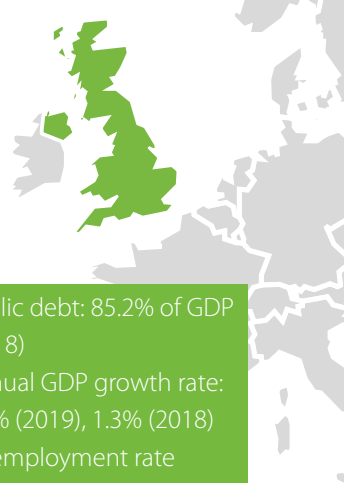 lic debt: 85.2% of GDP
8)
ual GDP growth rate:
% (2019), 1.3% (2018)
employment rate